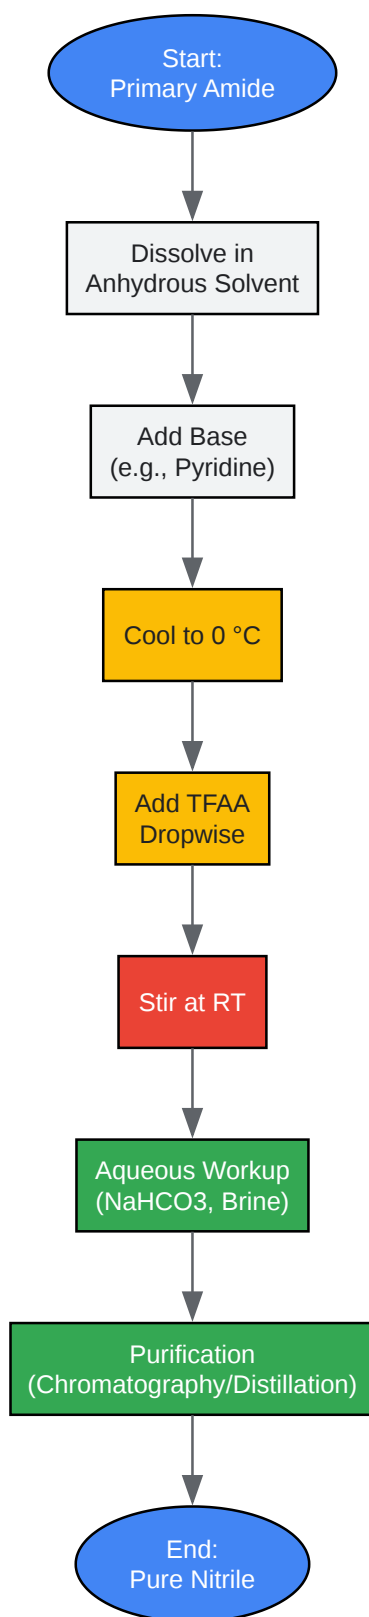 Start:
Primary Amide
Dissolve in
Anhydrous Solvent
Add Base
(e.g., Pyridine)
Cool to 0 °C
Add TFAA
Dropwise
Stir at RT
Aqueous Workup
(NaHCO3, Brine)
Purification
(Chromatography/Distillation)
End:
Pure Nitrile